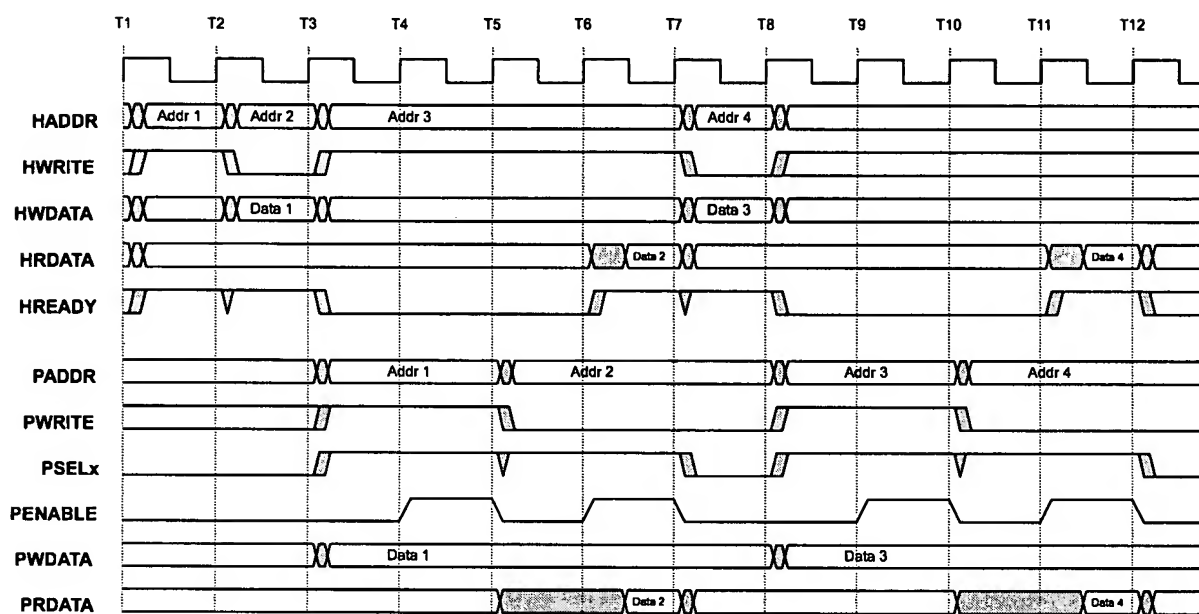 T1 T2 T3 T4 T5 T6 T7 T8 T9 T10 T11 T12
HADDR Addr 1 Addr 2 Addr 3 Addr 4
HWRITE
HWDATA Data 1 Data 3
HRDATA Data 2 Data 4
HREADY
PADDR Addr 1 Addr 2 Addr 3 Addr 4
PWRITE
PSELx
PENABLE
PWDATA Data 1 Data 3
PRDATA Data 2 Data 4